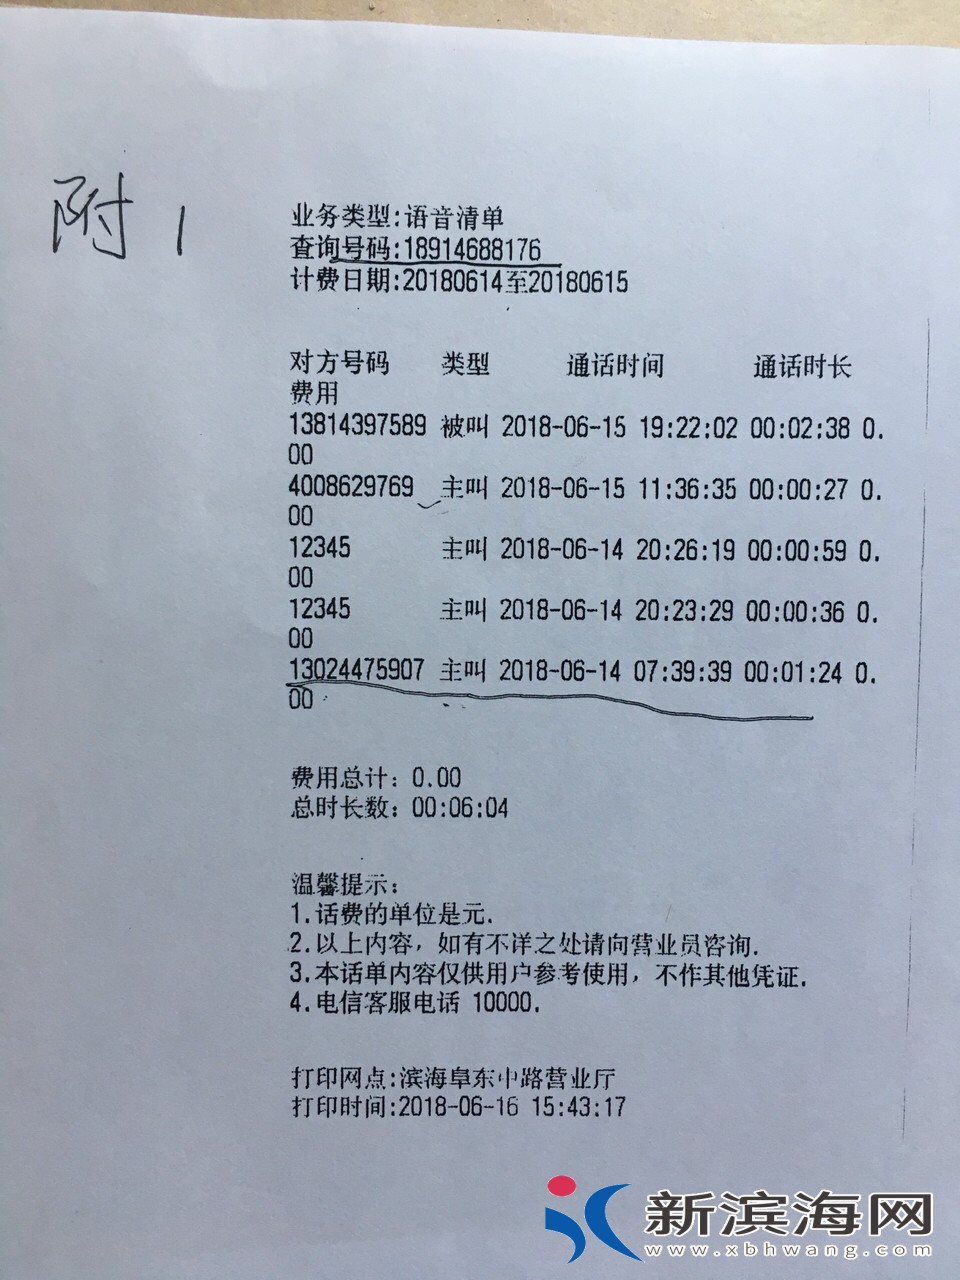 附1
业务类型:语音清单
查询号码:18914688176
计费日期:20180614至20180615
对方号码 类型 通话时间 通话时长
费用
13814397589 被叫 2018-06-15 19:22:02 00:02:38 0.
00
4008629769 主叫 2018-06-15 11:36:35 00:00:27 0.
00
12345 主叫 2018-06-14 20:26:19 00:00:59 0.
00
12345 主叫 2018-06-14 20:23:29 00:00:36 0.
00
13024475907 主叫 2018-06-14 07:39:39 00:01:24 0.
00
费用总计：0.00
总时长数：00:06:04
温馨提示：
1.话费的单位是元.
2.以上内容，如有不详之处请向营业员咨询.
3.本话单内容仅供用户参考使用，不作其他凭证.
4.电信客服电话 10000.
打印网点:滨海阜东中路营业厅
打印时间:2018-06-16 15:43:17
新滨海网
www.xbhwang.com